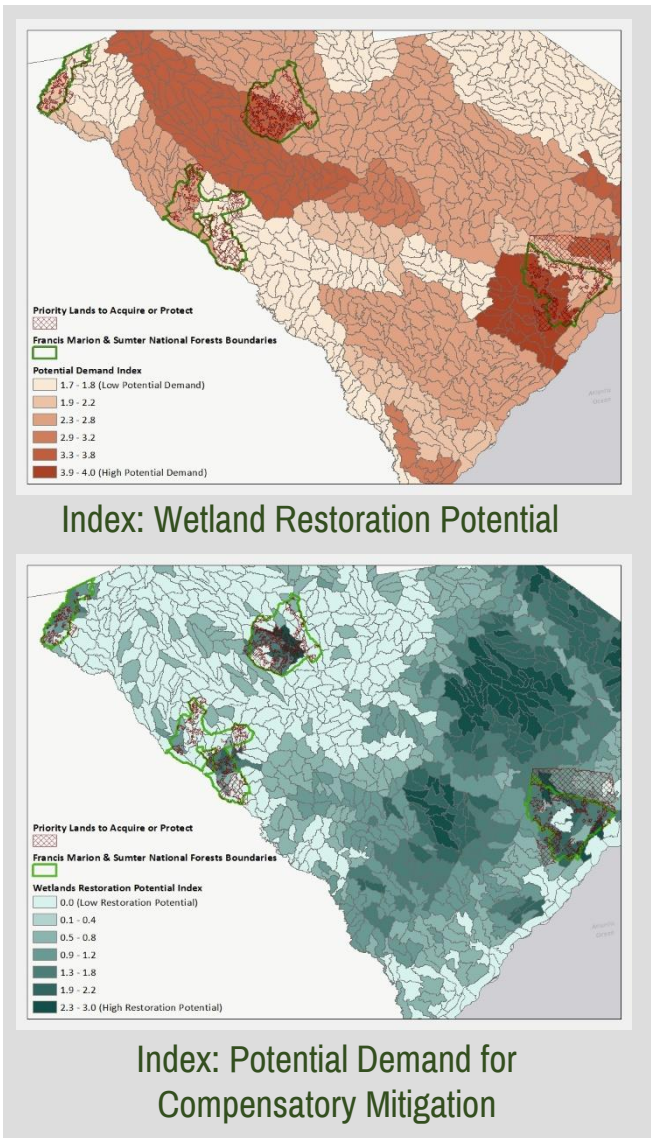 Priority Lands to Acquire or Protect
Francis Marion & Sumter National Forests Boundaries
Potential Demand Index
1.7 - 1.8 (Low Potential Demand)
1.9 - 2.2
2.3 - 2.8
2.9 - 3.2
3.3 - 3.8
3.9 - 4.0 (High Potential Demand)
Atlantic
Ocean
Index: Wetland Restoration Potential
Priority Lands to Acquire or Protect
Francis Marion & Sumter National Forests Boundaries
Wetlands Restoration Potential Index
0.0 (Low Restoration Potential)
0.1 - 0.4
0.5 - 0.8
0.9 - 1.2
1.3 - 1.8
1.9 - 2.2
2.3 - 3.0 (High Restoration Potential)
Atlantic
Ocean
Index: Potential Demand for
Compensatory Mitigation